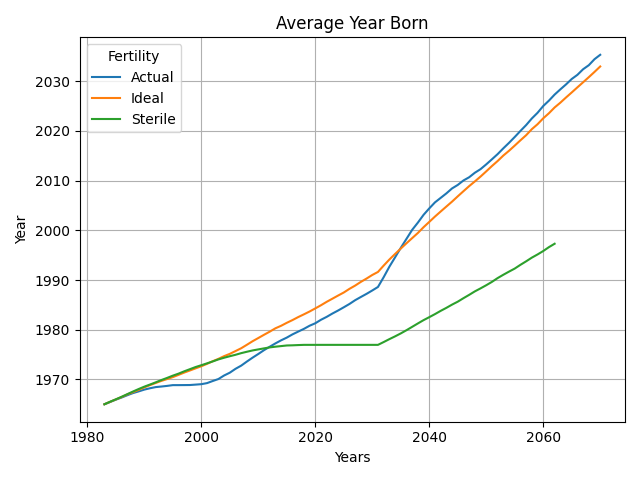 Average Year Born
Fertility
Actual
Ideal
Sterile
2030
2020
2010
2000
1990
1980
1970
Year
1980
2000
2020
2040
2060
Years